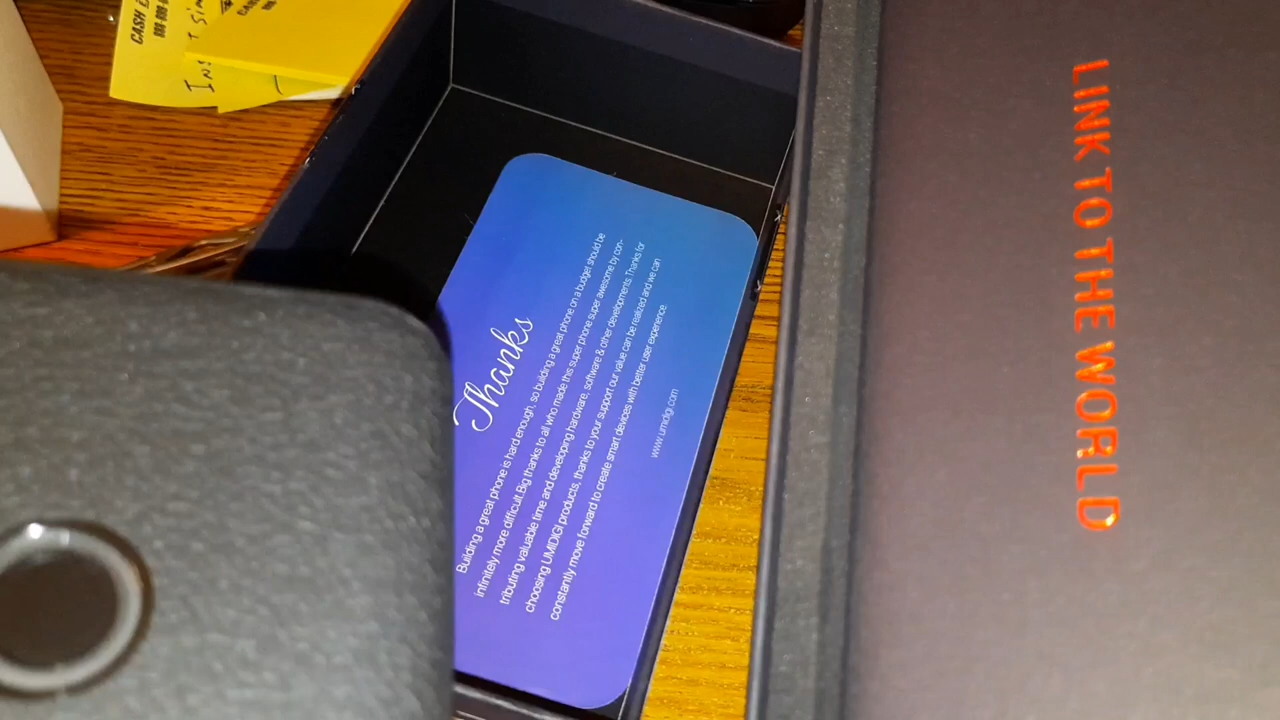 CASH
Thanks
Building a great phone is hard enough, so building a great phone on a budget should be
infinitely more difficult.Big thanks to all who made this super phone super awesome by con-
tributing valuable time and developing hardware, software & other developments.Thanks for
choosing UMIDIGI products, thanks to your support our value can be realized and we can
constantly move forward to create smart devices with better user experience.
www.umidigi.com
LINK TO THE WORLD